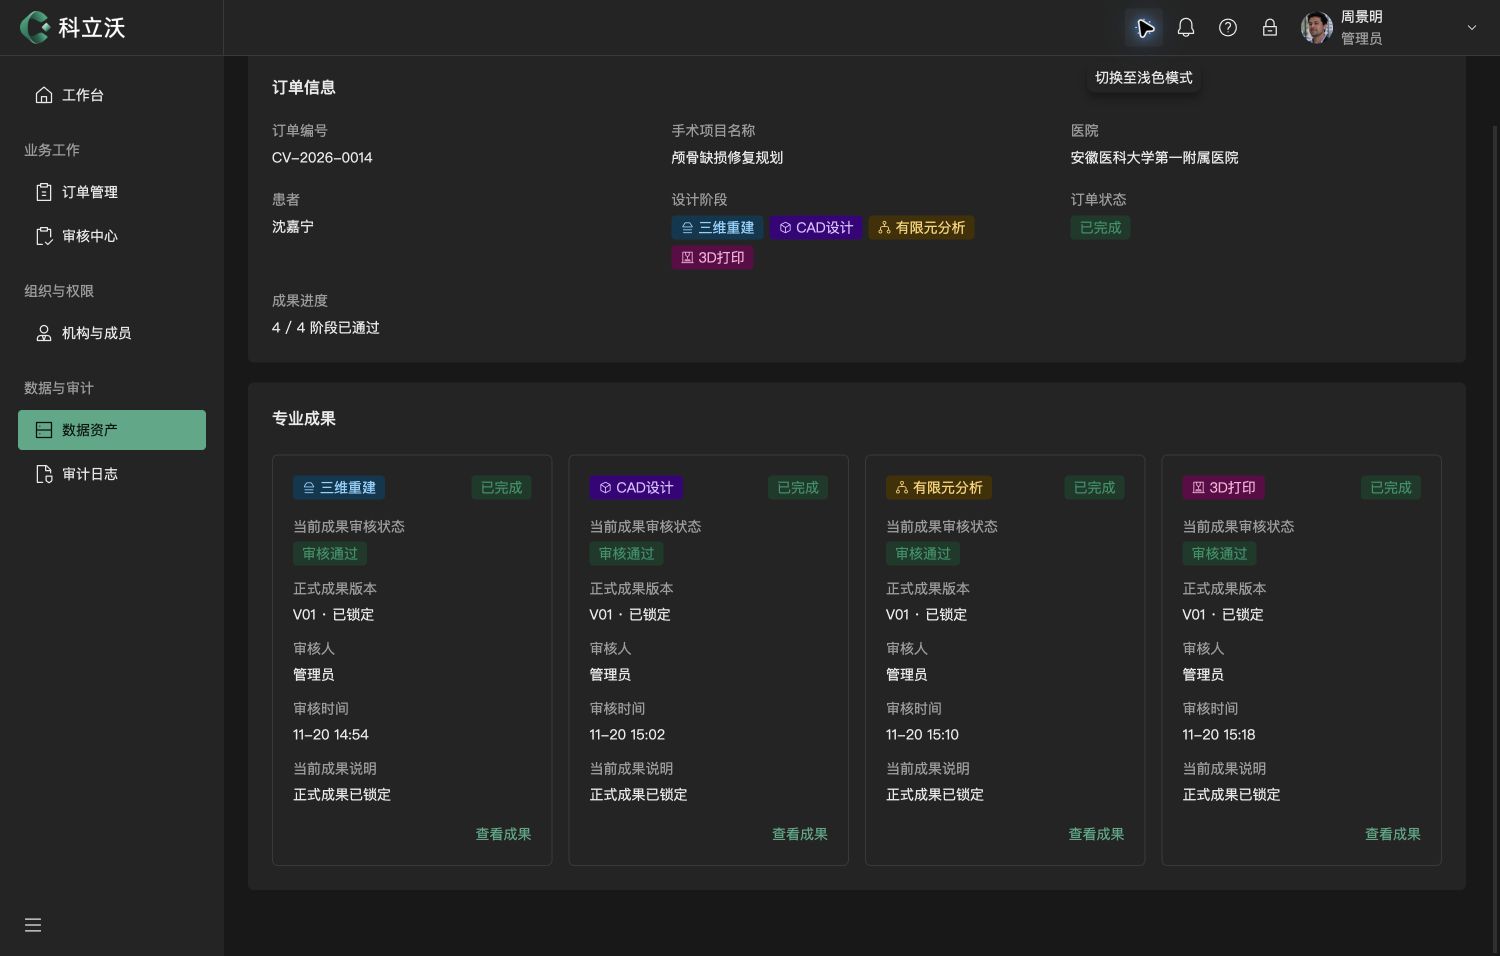 科立沃
周景明
管理员
切换至浅色模式
工作台
业务工作
订单管理
审核中心
组织与权限
机构与成员
数据与审计
数据资产
审计日志
订单信息
订单编号
CV-2026-0014
手术项目名称
颅骨缺损修复规划
医院
安徽医科大学第一附属医院
患者
沈嘉宁
设计阶段
三维重建 CAD设计 有限元分析
3D打印
订单状态
已完成
成果进度
4 / 4 阶段已通过
专业成果
三维重建 已完成
当前成果审核状态
审核通过
正式成果版本
V01 · 已锁定
审核人
管理员
审核时间
11-20 14:54
当前成果说明
正式成果已锁定
查看成果
CAD设计 已完成
当前成果审核状态
审核通过
正式成果版本
V01 · 已锁定
审核人
管理员
审核时间
11-20 15:02
当前成果说明
正式成果已锁定
查看成果
有限元分析 已完成
当前成果审核状态
审核通过
正式成果版本
V01 · 已锁定
审核人
管理员
审核时间
11-20 15:10
当前成果说明
正式成果已锁定
查看成果
3D打印 已完成
当前成果审核状态
审核通过
正式成果版本
V01 · 已锁定
审核人
管理员
审核时间
11-20 15:18
当前成果说明
正式成果已锁定
查看成果